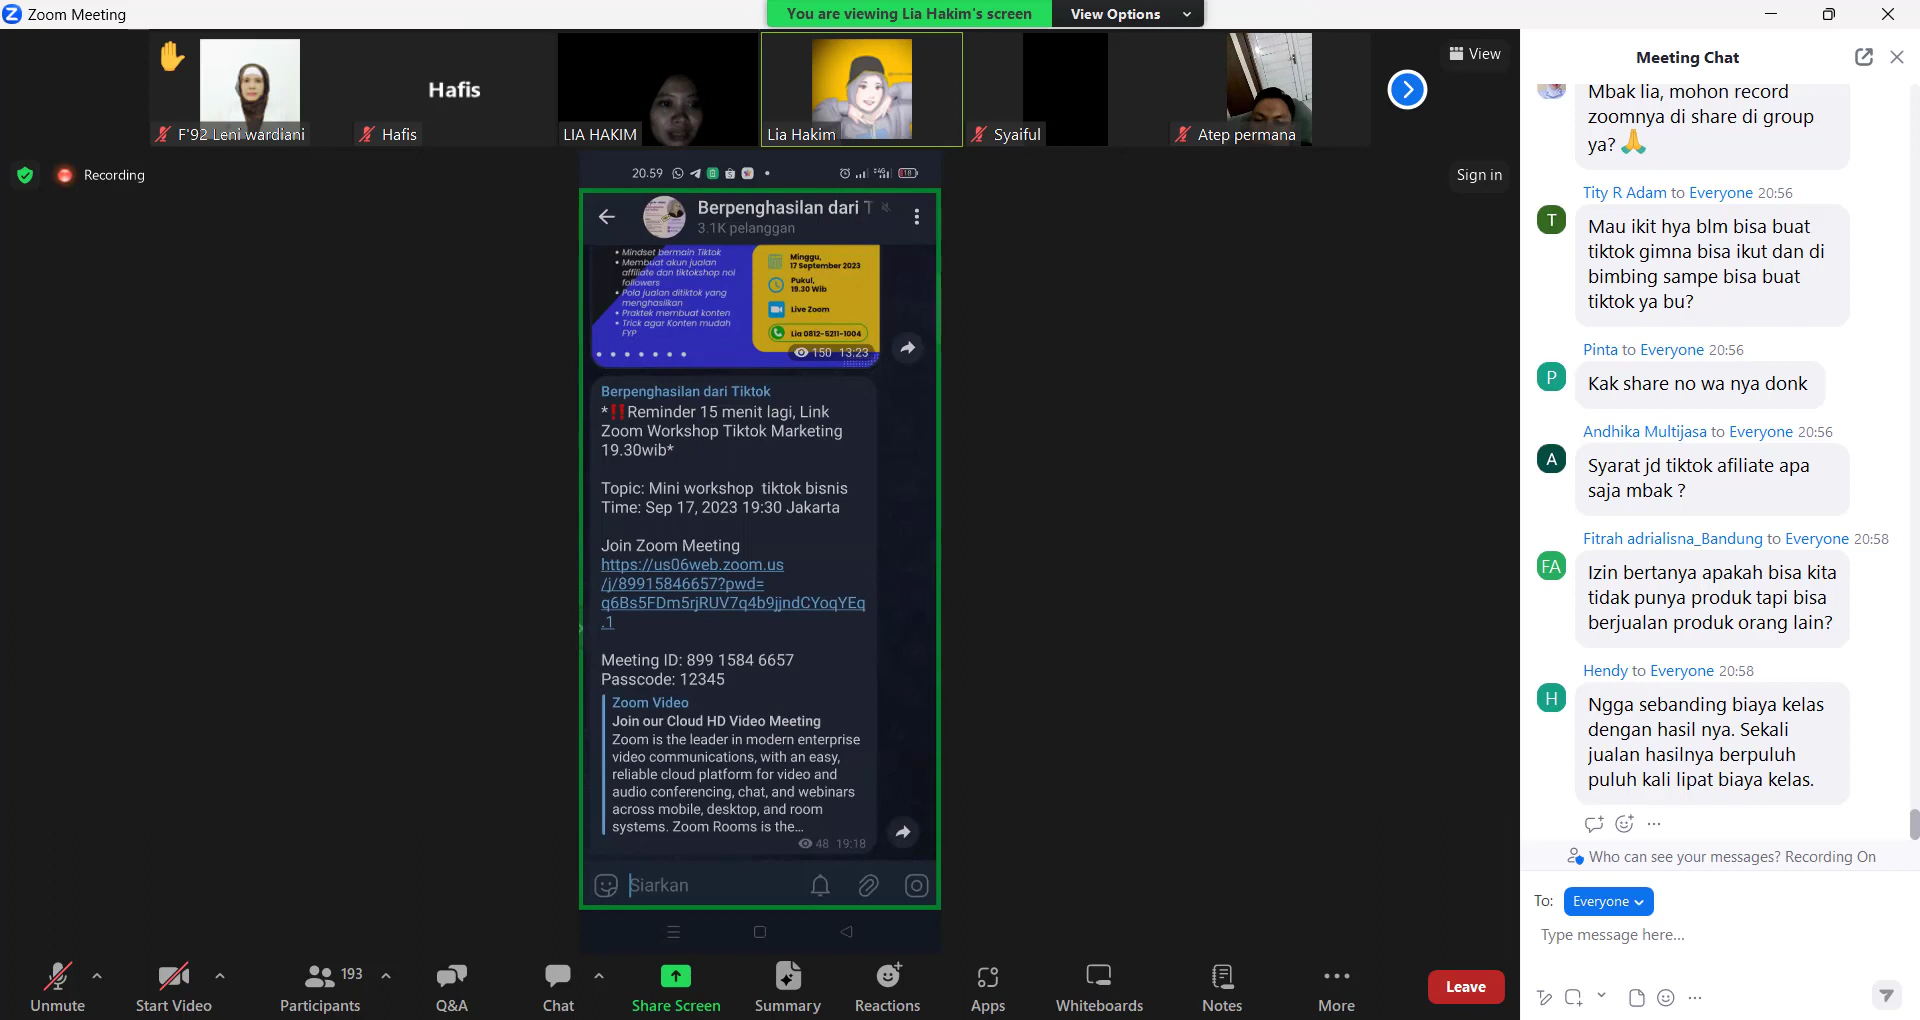 Zoom Meeting
You are viewing Lia Hakim's screen
View Options
Hafis
F'92 Leni wardiani
Hafis
LIA HAKIM
Lia Hakim
Syaiful
Atep permana
View
Recording
Sign in
20.59
Berpenghasilan dari T
3.1K pelanggan
• Mindset bermain Tiktok
• Membuat akun jualan
affiliate dan tiktokshop nol
followers
• Pola jualan ditiktok yang
menghasilkan
• Praktek membuat konten
• Trick agar Konten mudah
FYP
Minggu,
17 September 2023
Pukul,
19.30 Wib
Live Zoom
Lia 0812-5211-1004
150 13:23
Berpenghasilan dari Tiktok
*‼️Reminder 15 menit lagi, Link
Zoom Workshop Tiktok Marketing
19.30wib*
Topic: Mini workshop tiktok bisnis
Time: Sep 17, 2023 19:30 Jakarta
Join Zoom Meeting
https://us06web.zoom.us
/j/89915846657?pwd=
q6Bs5FDm5rjRUV7q4b9jjndCYoqYEq
.1
Meeting ID: 899 1584 6657
Passcode: 12345
Zoom Video
Join our Cloud HD Video Meeting
Zoom is the leader in modern enterprise
video communications, with an easy,
reliable cloud platform for video and
audio conferencing, chat, and webinars
across mobile, desktop, and room
systems. Zoom Rooms is the...
48 19:18
Siarkan
Unmute
Start Video
193
Participants
Q&A
Chat
Share Screen
Summary
Reactions
Apps
Whiteboards
Notes
More
Leave
Meeting Chat
Mbak lia, mohon record
zoomnya di share di group
ya? 🙏
Tity R Adam to Everyone 20:56
T
Mau ikit hya blm bisa buat
tiktok gimna bisa ikut dan di
bimbing sampe bisa buat
tiktok ya bu?
Pinta to Everyone 20:56
P
Kak share no wa nya donk
Andhika Multijasa to Everyone 20:56
A
Syarat jd tiktok afiliate apa
saja mbak ?
Fitrah adrialisna_Bandung to Everyone 20:58
FA
Izin bertanya apakah bisa kita
tidak punya produk tapi bisa
berjualan produk orang lain?
Hendy to Everyone 20:58
H
Ngga sebanding biaya kelas
dengan hasil nya. Sekali
jualan hasilnya berpuluh
puluh kali lipat biaya kelas.
Who can see your messages? Recording On
To: Everyone
Type message here...